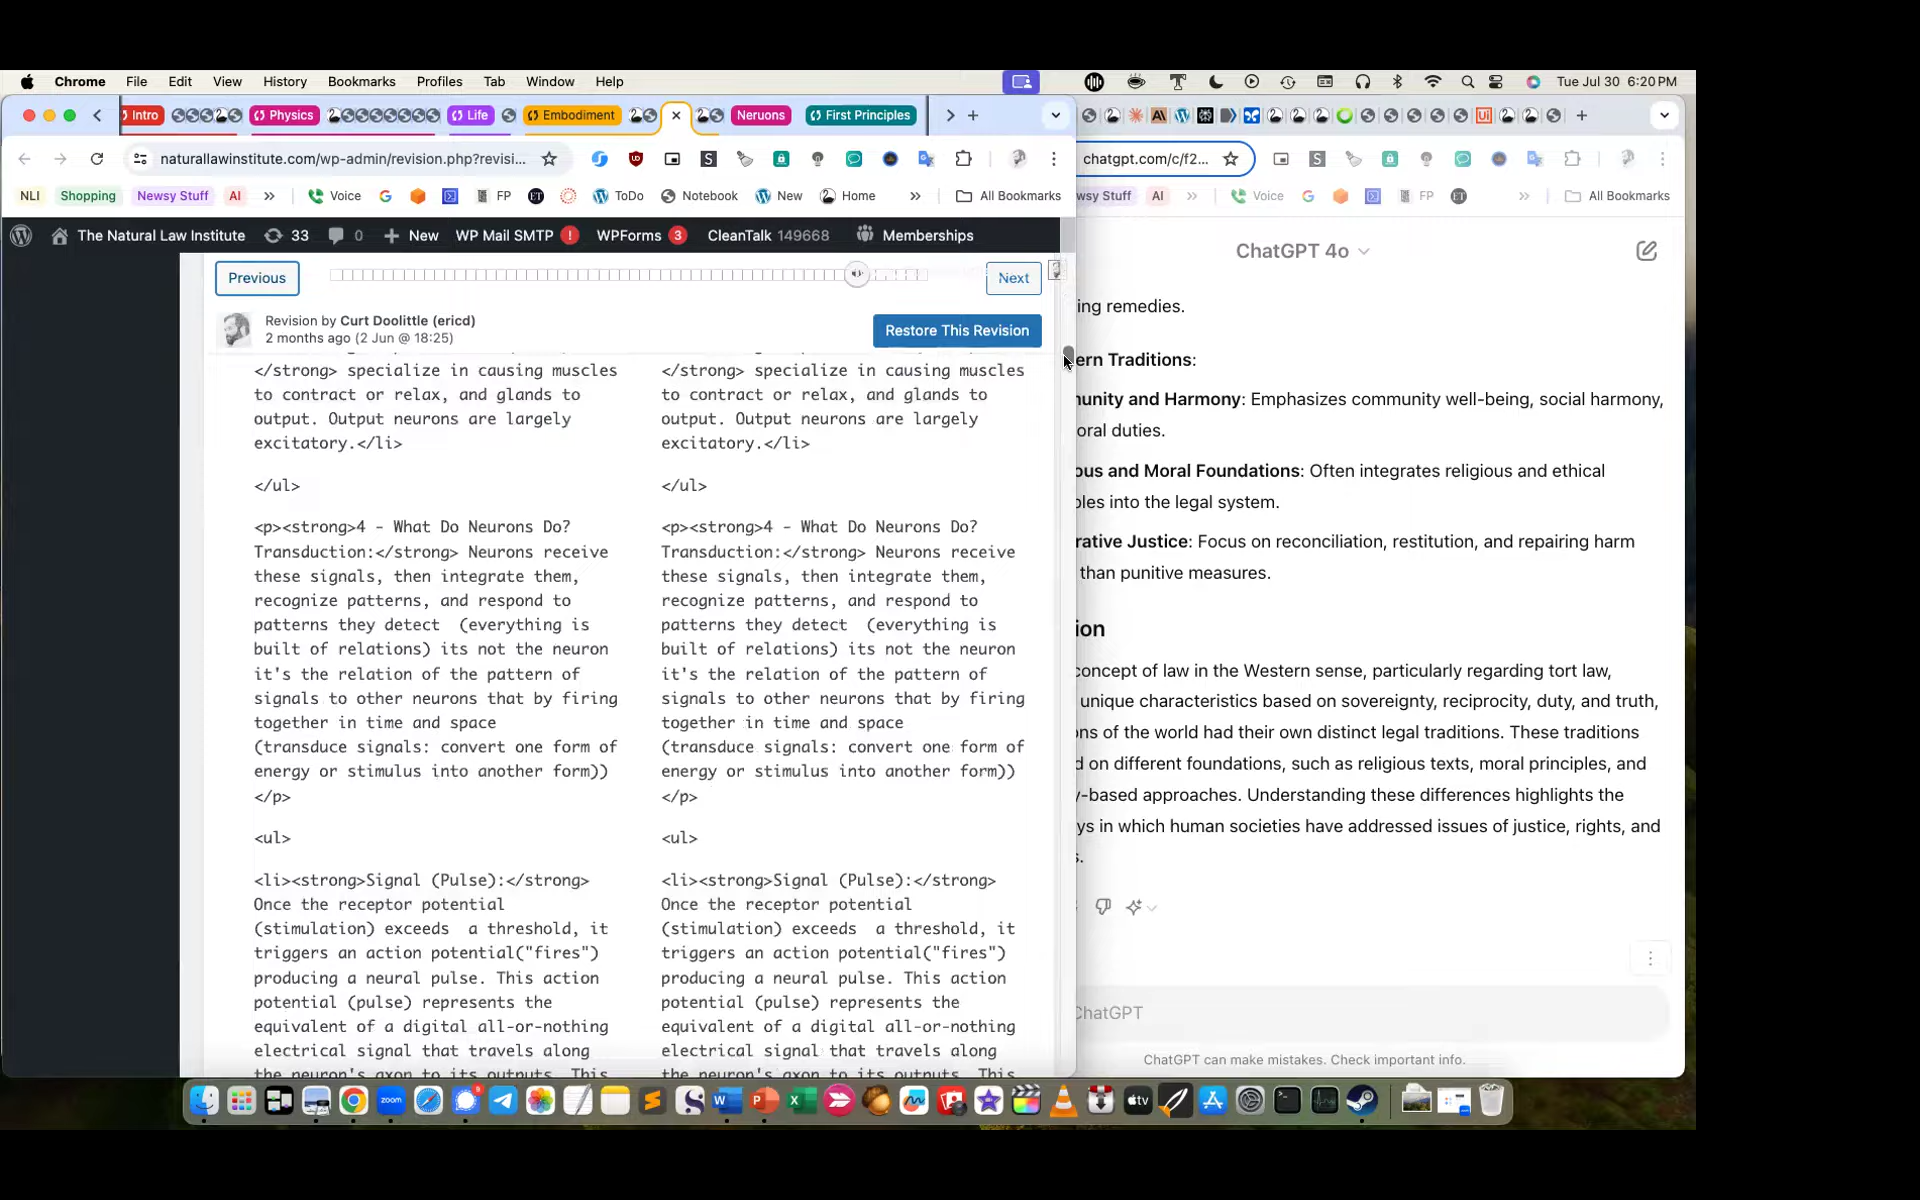 Chrome File Edit View History Bookmarks Profiles Tab Window Help
Tue Jul 30 6:20 PM
Intro Physics Life Embodiment Neruons First Principles
naturallawinstitute.com/wp-admin/revision.php?revisi...
NLI Shopping Newsy Stuff AI » Voice FP ET ToDo Notebook New Home » All Bookmarks
The Natural Law Institute 33 0 + New WP Mail SMTP ! WPForms 3 CleanTalk 149668 Memberships
Previous
Next
Revision by Curt Doolittle (ericd)
2 months ago (2 Jun @ 18:25)
Restore This Revision
</strong> specialize in causing muscles
to contract or relax, and glands to
output. Output neurons are largely
excitatory.</li>
</ul>
<p><strong>4 - What Do Neurons Do?
Transduction:</strong> Neurons receive
these signals, then integrate them,
recognize patterns, and respond to
patterns they detect  (everything is
built of relations) its not the neuron
it's the relation of the pattern of
signals to other neurons that by firing
together in time and space
(transduce signals: convert one form of
energy or stimulus into another form))
</p>
<ul>
<li><strong>Signal (Pulse):</strong>
Once the receptor potential
(stimulation) exceeds  a threshold, it
triggers an action potential("fires")
producing a neural pulse. This action
potential (pulse) represents the
equivalent of a digital all-or-nothing
electrical signal that travels along
the neuron's axon to its outputs. This
</strong> specialize in causing muscles
to contract or relax, and glands to
output. Output neurons are largely
excitatory.</li>
</ul>
<p><strong>4 - What Do Neurons Do?
Transduction:</strong> Neurons receive
these signals, then integrate them,
recognize patterns, and respond to
patterns they detect  (everything is
built of relations) its not the neuron
it's the relation of the pattern of
signals to other neurons that by firing
together in time and space
(transduce signals: convert one form of
energy or stimulus into another form))
</p>
<ul>
<li><strong>Signal (Pulse):</strong>
Once the receptor potential
(stimulation) exceeds  a threshold, it
triggers an action potential("fires")
producing a neural pulse. This action
potential (pulse) represents the
equivalent of a digital all-or-nothing
electrical signal that travels along
the neuron's axon to its outputs. This
chatgpt.com/c/f2...
wsy Stuff AI » Voice FP ET » All Bookmarks
ChatGPT 4o
ing remedies.
ern Traditions:
unity and Harmony: Emphasizes community well-being, social harmony,
oral duties.
ous and Moral Foundations: Often integrates religious and ethical
ples into the legal system.
rative Justice: Focus on reconciliation, restitution, and repairing harm
than punitive measures.
ion
concept of law in the Western sense, particularly regarding tort law,
unique characteristics based on sovereignty, reciprocity, duty, and truth,
ns of the world had their own distinct legal traditions. These traditions
d on different foundations, such as religious texts, moral principles, and
y-based approaches. Understanding these differences highlights the
ys in which human societies have addressed issues of justice, rights, and
s.
ChatGPT
ChatGPT can make mistakes. Check important info.
zoom
tv